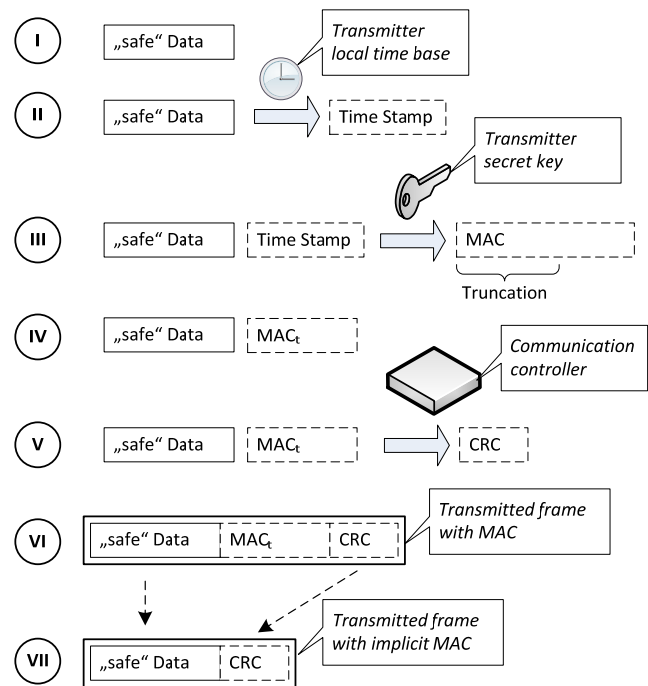 I
„safe“ Data
Transmitter
local time base
II
„safe“ Data
Time Stamp
Transmitter
secret key
III
„safe“ Data
Time Stamp
MAC
Truncation
IV
„safe“ Data
MACt
Communication
controller
V
„safe“ Data
MACt
CRC
VI
„safe“ Data
MACt
CRC
Transmitted frame
with MAC
VII
„safe“ Data
CRC
Transmitted frame
with implicit MAC